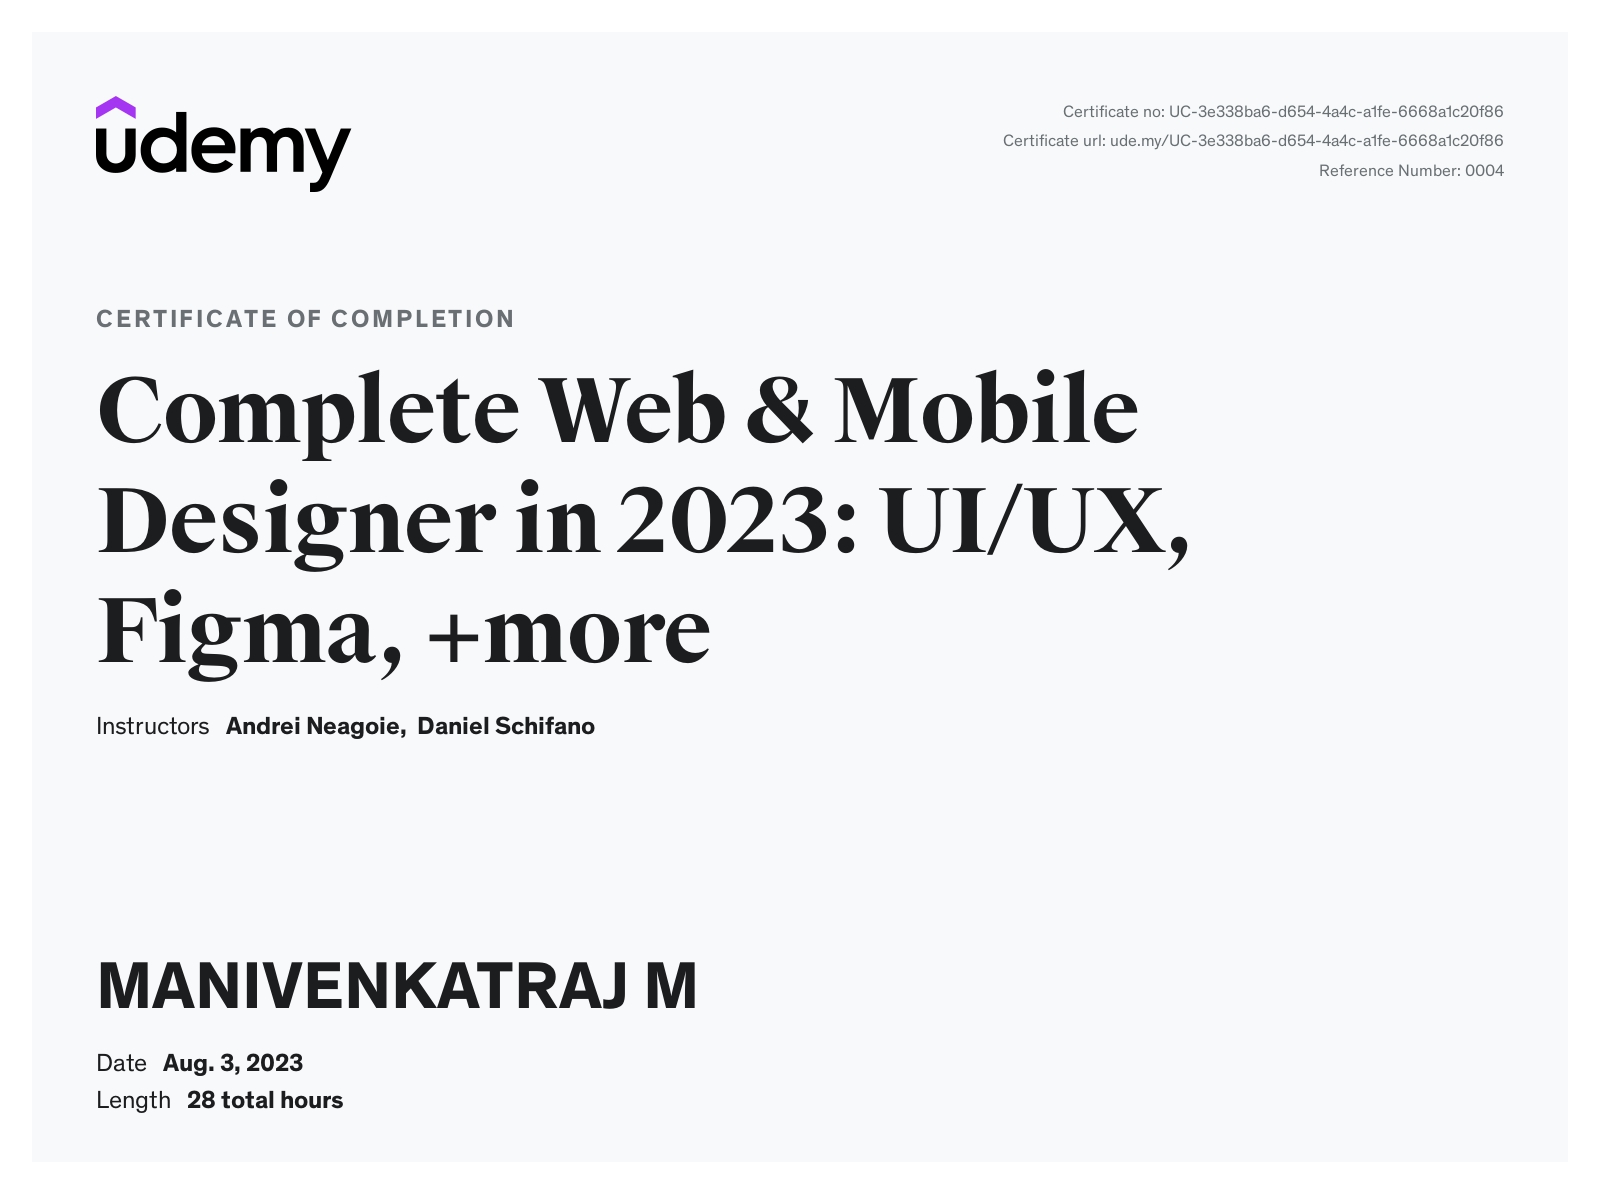 udemy
Certificate no: UC-3e338ba6-d654-4a4c-a1fe-6668a1c20f86
Certificate url: ude.my/UC-3e338ba6-d654-4a4c-a1fe-6668a1c20f86
Reference Number: 0004
CERTIFICATE OF COMPLETION
Complete Web & Mobile
Designer in 2023: UI/UX,
Figma, +more
Instructors Andrei Neagoie, Daniel Schifano
MANIVENKATRAJ M
Date Aug. 3, 2023
Length 28 total hours